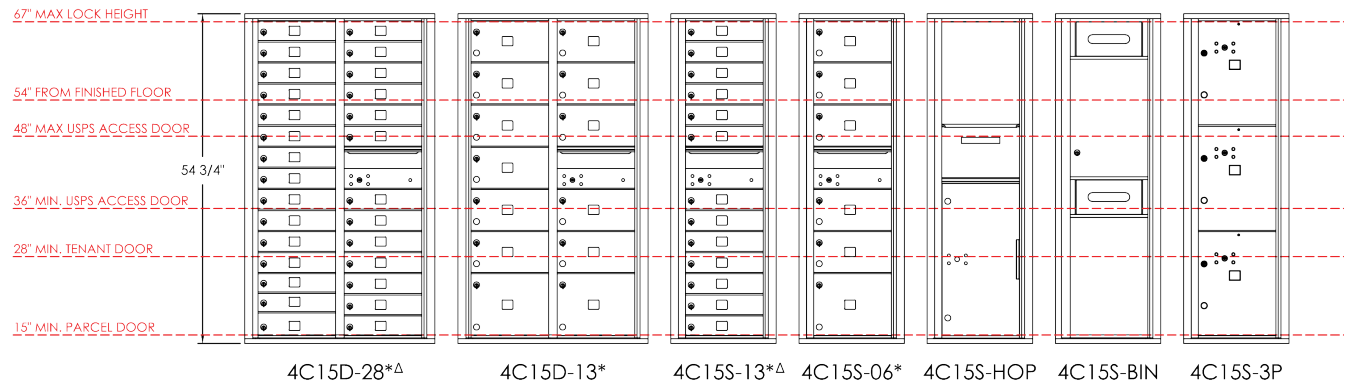 67" MAX LOCK HEIGHT
54" FROM FINISHED FLOOR
48" MAX USPS ACCESS DOOR
54 3/4"
36" MIN. USPS ACCESS DOOR
28" MIN. TENANT DOOR
15" MIN. PARCEL DOOR
4C15D-28*Δ
4C15D-13*
4C15S-13*Δ
4C15S-06*
4C15S-HOP
4C15S-BIN
4C15S-3P